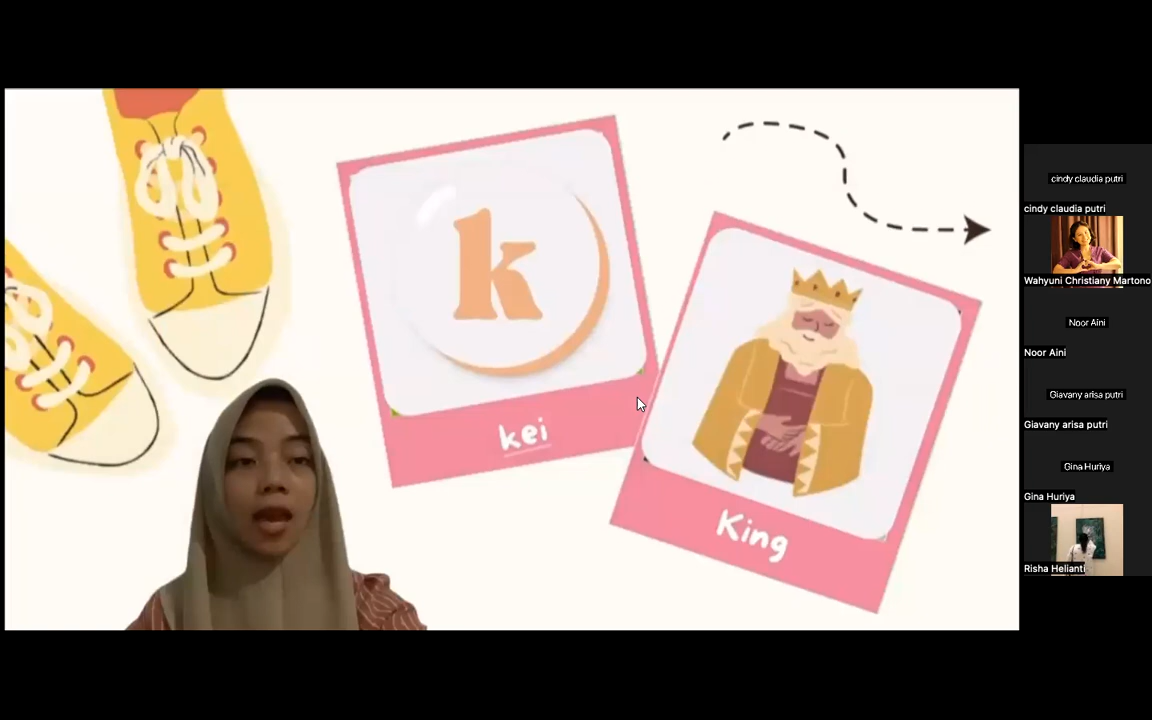 k
kei
King
cindy claudia putri
cindy claudia putri
Wahyuni Christiany Martono
Noor Aini
Noor Aini
Giavany arisa putri
Giavany arisa putri
Gina Huriya
Gina Huriya
Risha Helianti